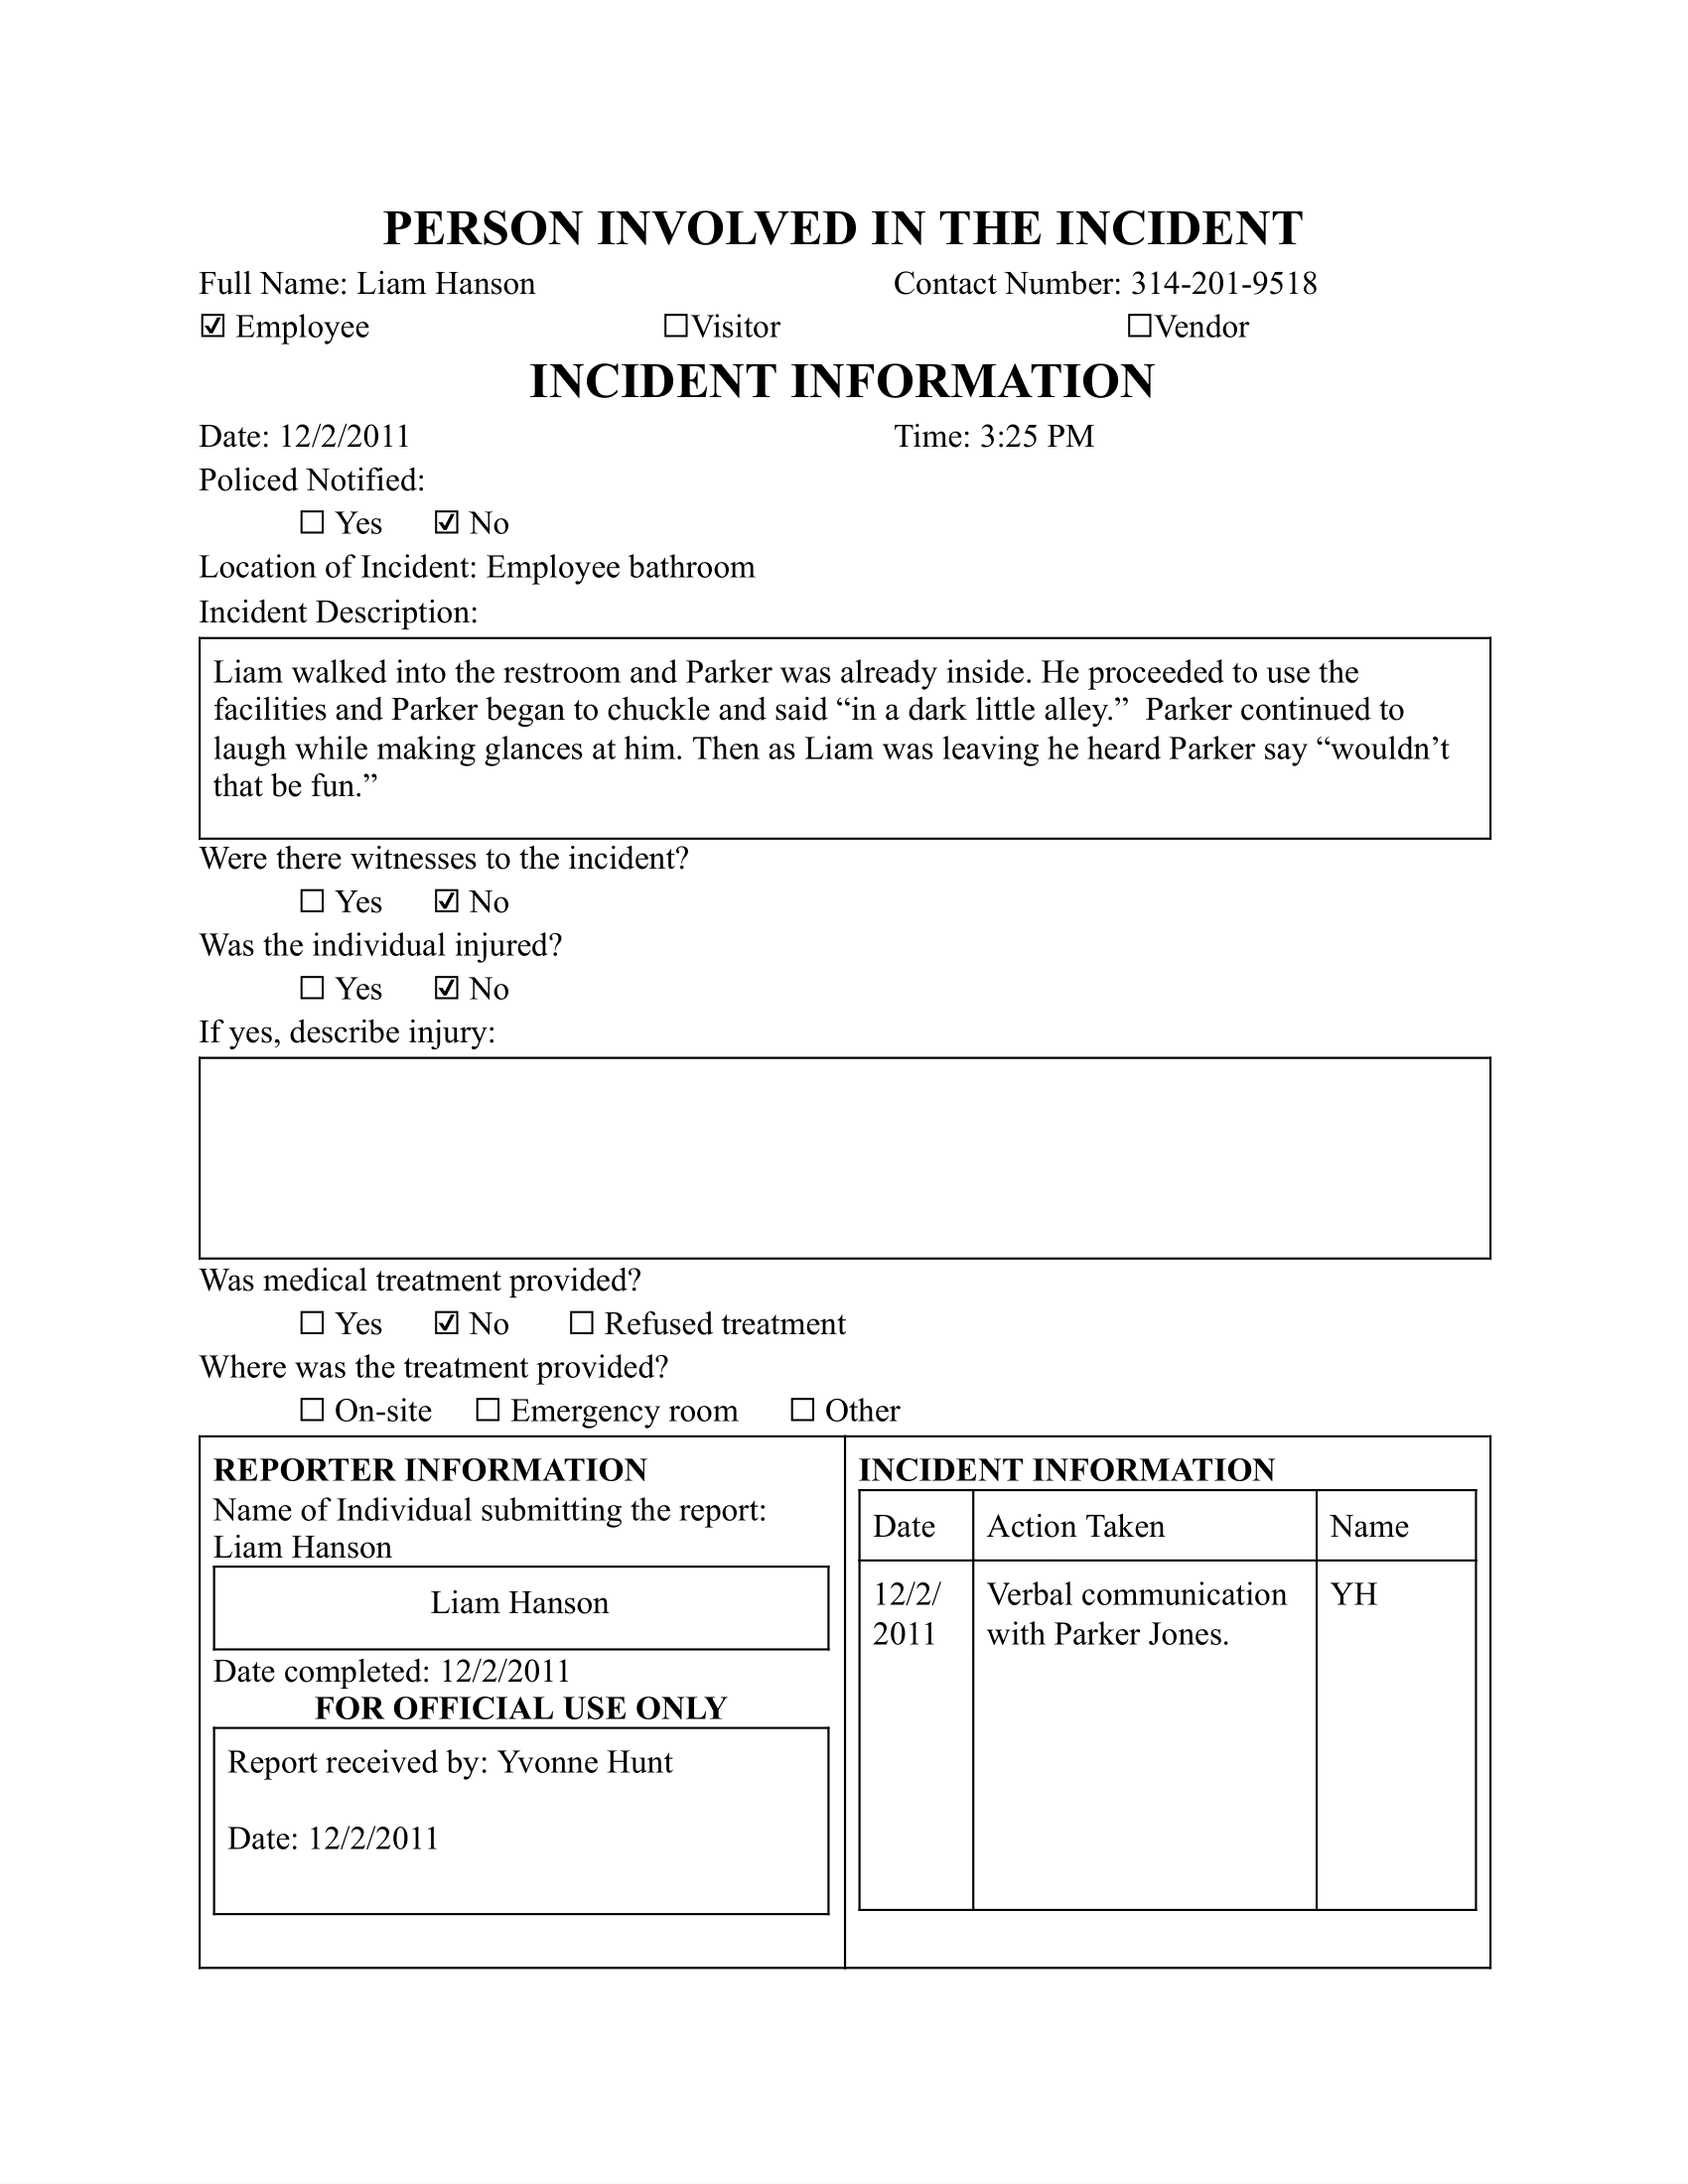 PERSON INVOLVED IN THE INCIDENT
Full Name: Liam Hanson Contact Number: 314-201-9518
☑ Employee ☐Visitor ☐Vendor
INCIDENT INFORMATION
Date: 12/2/2011 Time: 3:25 PM
Policed Notified:
☐ Yes ☑ No
Location of Incident: Employee bathroom
Incident Description:
Liam walked into the restroom and Parker was already inside. He proceeded to use the
facilities and Parker began to chuckle and said “in a dark little alley.”  Parker continued to
laugh while making glances at him. Then as Liam was leaving he heard Parker say “wouldn’t
that be fun.”
Were there witnesses to the incident?
☐ Yes ☑ No
Was the individual injured?
☐ Yes ☑ No
If yes, describe injury:
Was medical treatment provided?
☐ Yes ☑ No ☐ Refused treatment
Where was the treatment provided?
☐ On-site ☐ Emergency room ☐ Other
REPORTER INFORMATION
Name of Individual submitting the report:
Liam Hanson
Liam Hanson
Date completed: 12/2/2011
FOR OFFICIAL USE ONLY
Report received by: Yvonne Hunt
Date: 12/2/2011
INCIDENT INFORMATION
Date Action Taken Name
12/2/ Verbal communication YH
2011 with Parker Jones.